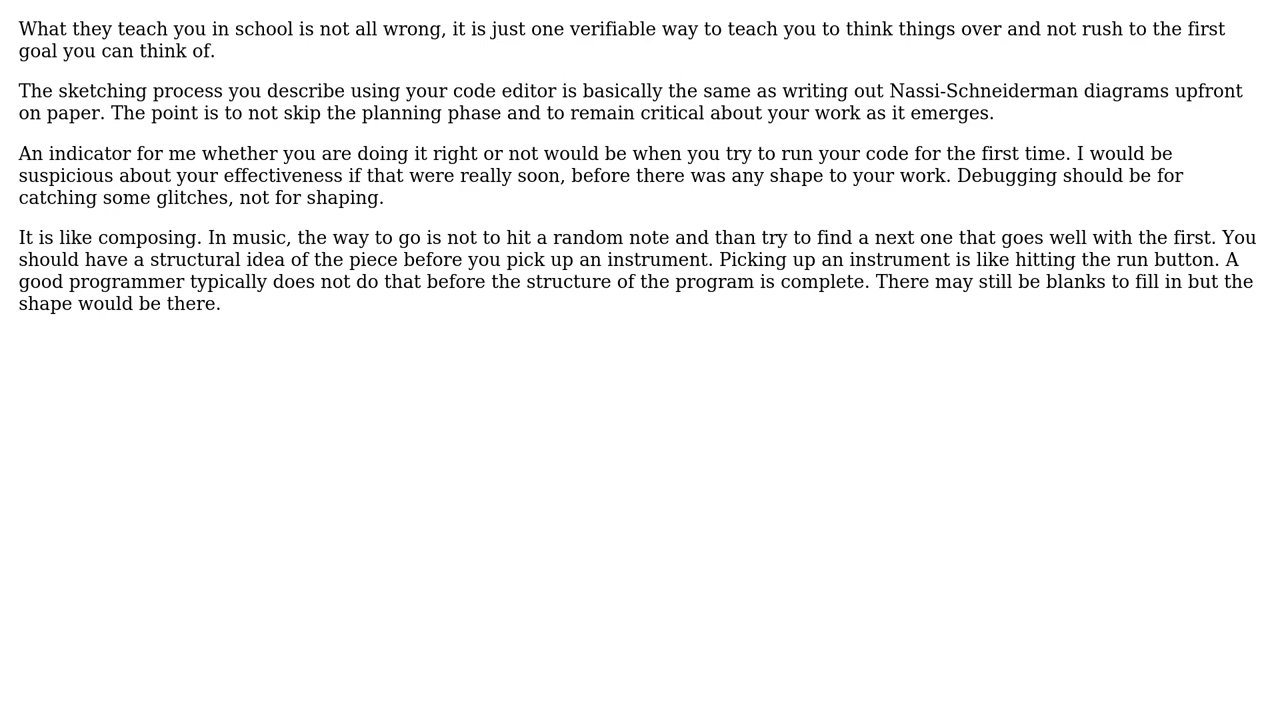 What they teach you in school is not all wrong, it is just one verifiable way to teach you to think things over and not rush to the first
goal you can think of.
The sketching process you describe using your code editor is basically the same as writing out Nassi-Schneiderman diagrams upfront
on paper. The point is to not skip the planning phase and to remain critical about your work as it emerges.
An indicator for me whether you are doing it right or not would be when you try to run your code for the first time. I would be
suspicious about your effectiveness if that were really soon, before there was any shape to your work. Debugging should be for
catching some glitches, not for shaping.
It is like composing. In music, the way to go is not to hit a random note and than try to find a next one that goes well with the first. You
should have a structural idea of the piece before you pick up an instrument. Picking up an instrument is like hitting the run button. A
good programmer typically does not do that before the structure of the program is complete. There may still be blanks to fill in but the
shape would be there.